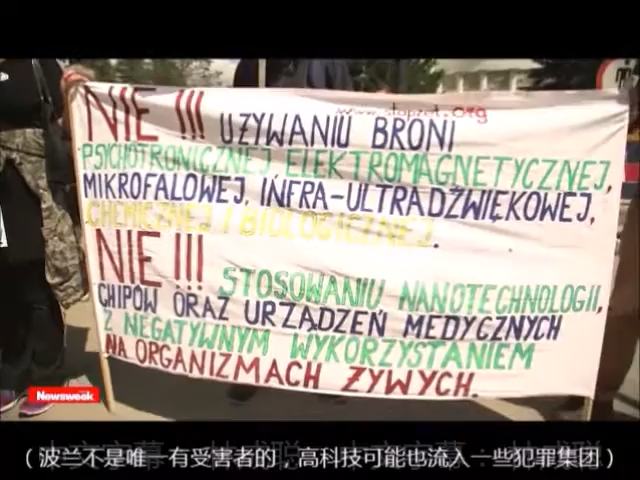 www.stopzet.org
NIE !!! UŻYWANIU BRONI
PSYCHOTRONICZNEJ, ELEKTROMAGNETYCZNEJ,
MIKROFALOWEJ, INFRA-ULTRADŹWIĘKOWEJ,
CHEMICZNEJ I BIOLOGICZNEJ.
NIE !!! STOSOWANIU NANOTECHNOLOGII,
CHIPÓW ORAZ URZĄDZEŃ MEDYCZNYCH
Z NEGATYWNYM WYKORZYSTANIEM
NA ORGANIZMACH ŻYWYCH.
Newsweek
（波兰不是唯一有受害者的，高科技可能也流入一些犯罪集团）